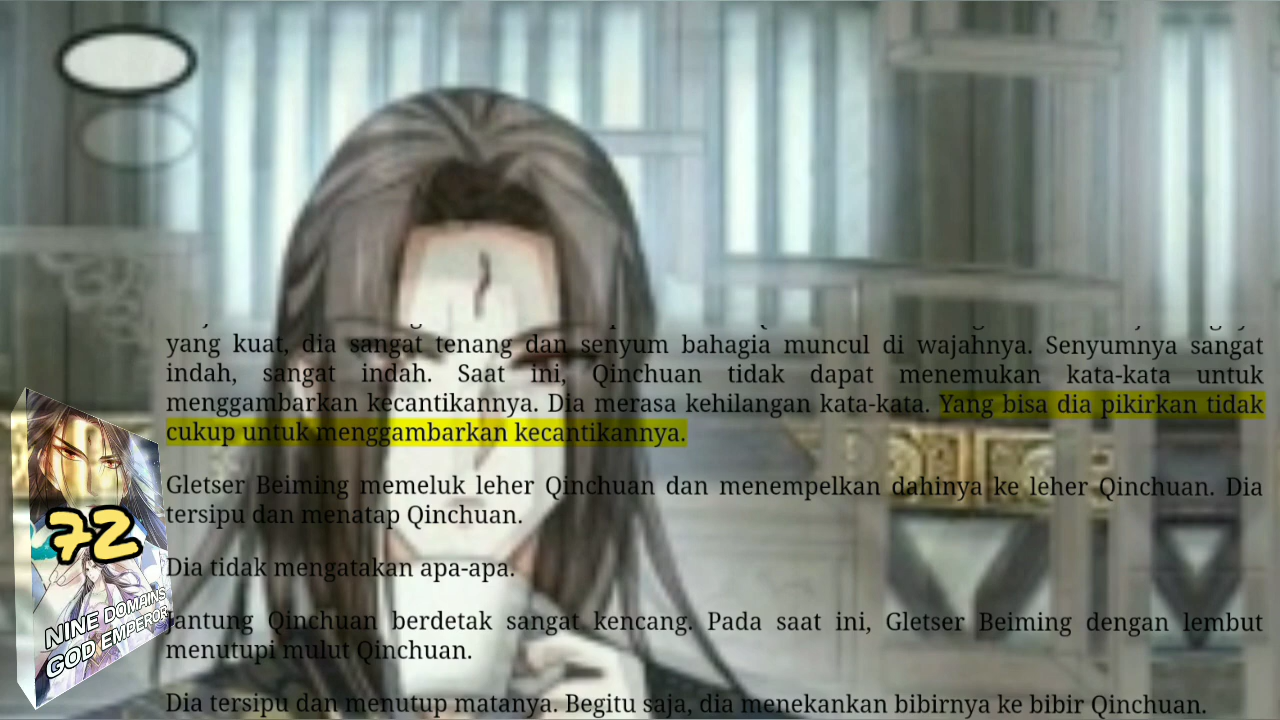 yang kuat, dia sangat tenang dan senyum bahagia muncul di wajahnya. Senyumnya sangat
indah, sangat indah. Saat ini, Qinchuan tidak dapat menemukan kata-kata untuk
menggambarkan kecantikannya. Dia merasa kehilangan kata-kata. Yang bisa dia pikirkan tidak
cukup untuk menggambarkan kecantikannya.
Gletser Beiming memeluk leher Qinchuan dan menempelkan dahinya ke leher Qinchuan. Dia
tersipu dan menatap Qinchuan.
Dia tidak mengatakan apa-apa.
Jantung Qinchuan berdetak sangat kencang. Pada saat ini, Gletser Beiming dengan lembut
menutupi mulut Qinchuan.
Dia tersipu dan menutup matanya. Begitu saja, dia menekankan bibirnya ke bibir Qinchuan.
72
NINE DOMAINS
GOD EMPEROR